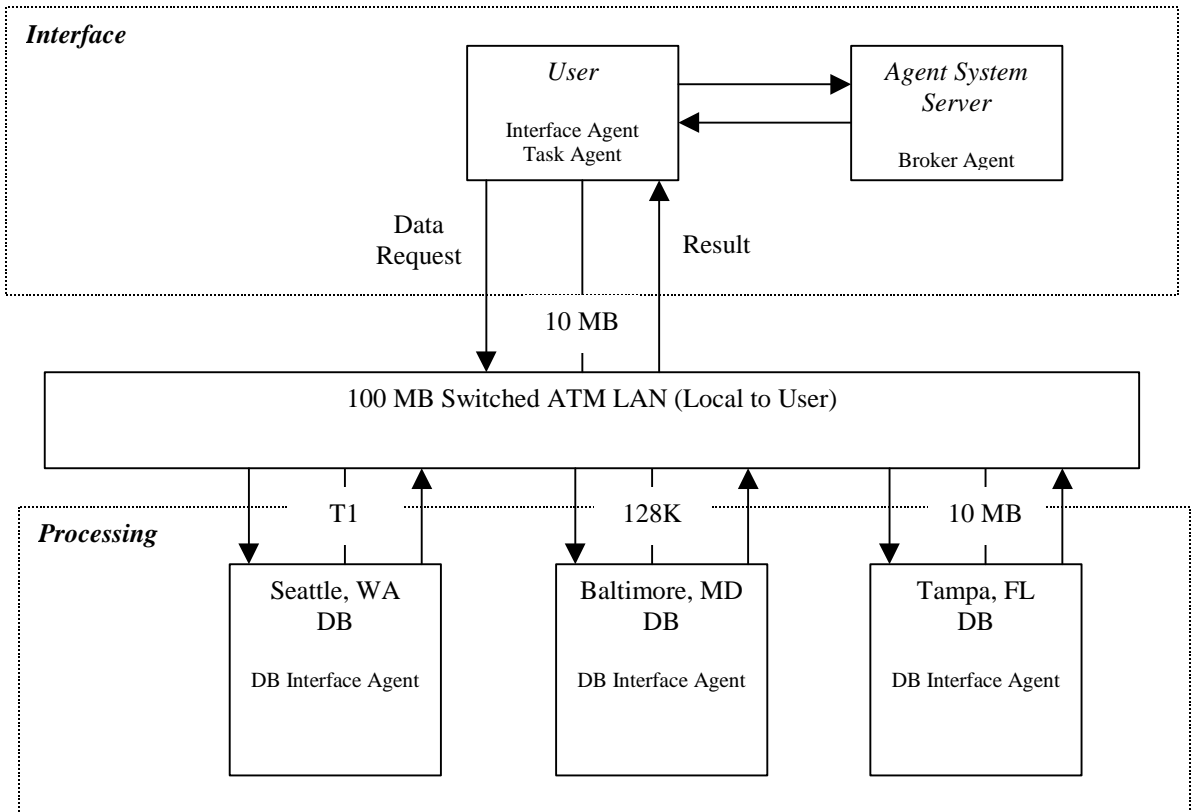 Interface
User
Interface Agent
Task Agent
Agent System
Server
Broker Agent
Data
Request
Result
10 MB
100 MB Switched ATM LAN (Local to User)
T1
128K
10 MB
Processing
Seattle, WA
DB
DB Interface Agent
Baltimore, MD
DB
DB Interface Agent
Tampa, FL
DB
DB Interface Agent